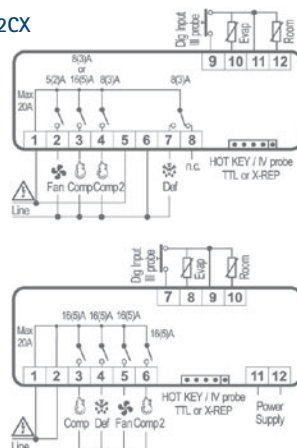 2CX
Dig Input
III probe
Evap
Room
8(3)A
or
5(2)A 16(5)A 8(3)A 8(3)A
9 10 11 12
Max
20A
1 2 3 4 5 6 7 8
HOT KEY / IV probe
TTL or X-REP
n.c.
Fan Comp Comp2 Def
Line
Dig Input
III probe
Evap
Room
7 8 9 10
16(5)A 16(5)A 16(5)A
Max
20A
16(5)A
1 2 3 4 5 6
11 12
HOT KEY / IV probe
TTL or X-REP
Power
Supply
Comp Def Fan Comp2
Line